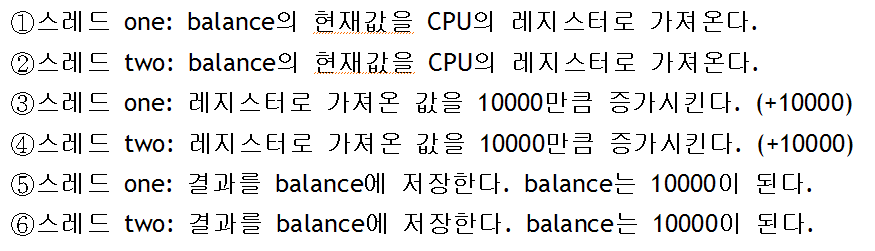 ①스레드 one: balance의 현재값을 CPU의 레지스터로 가져온다.
②스레드 two: balance의 현재값을 CPU의 레지스터로 가져온다.
③스레드 one: 레지스터로 가져온 값을 10000만큼 증가시킨다. (+10000)
④스레드 two: 레지스터로 가져온 값을 10000만큼 증가시킨다. (+10000)
⑤스레드 one: 결과를 balance에 저장한다. balance는 10000이 된다.
⑥스레드 two: 결과를 balance에 저장한다. balance는 10000이 된다.